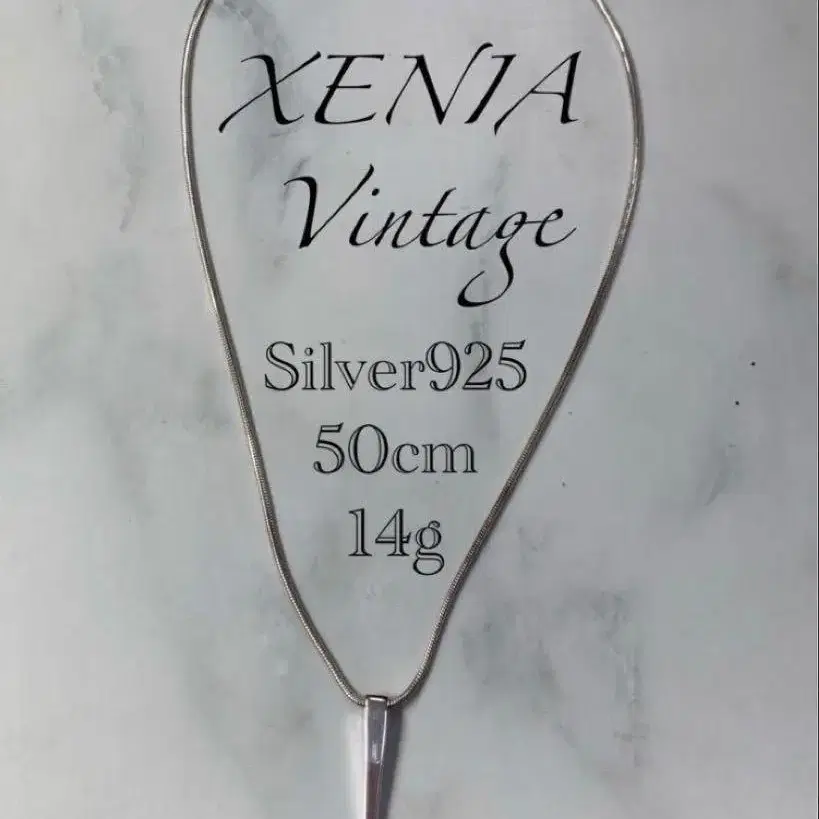 XENIA
Vintage
Silver925
50cm
14g